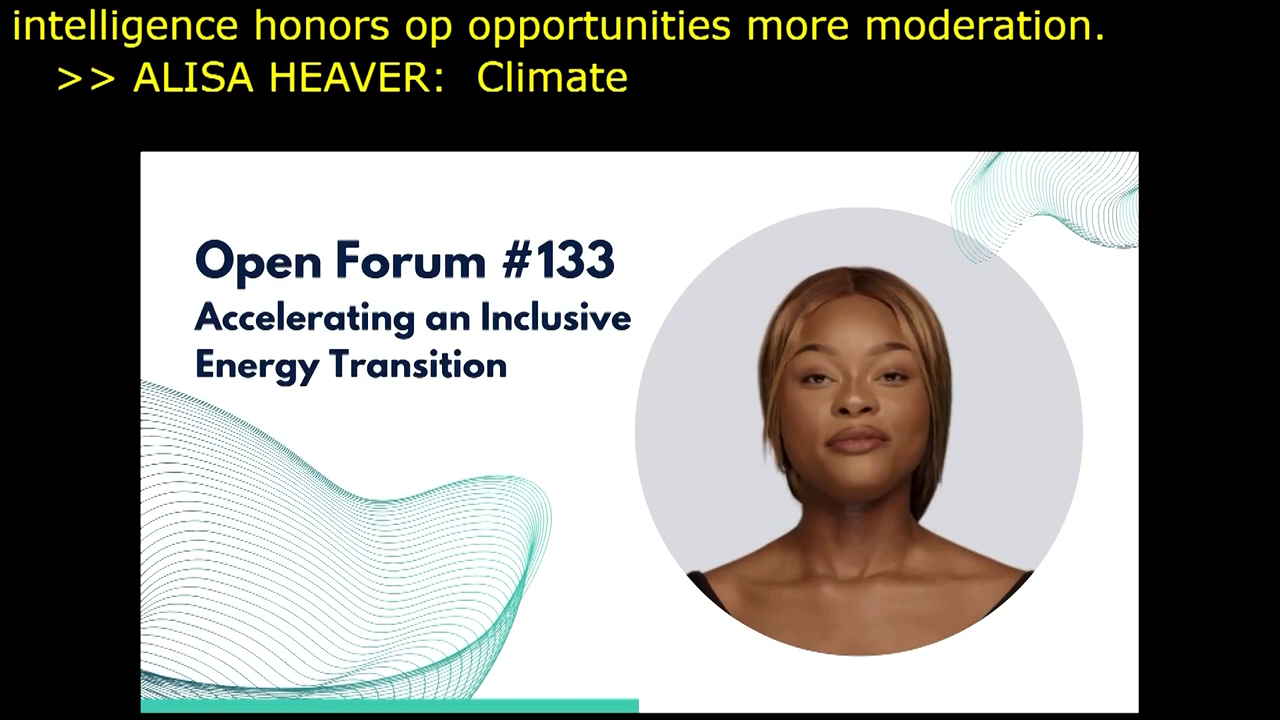 intelligence honors op opportunities more moderation.
>> ALISA HEAVER: Climate
Open Forum #133
Accelerating an Inclusive
Energy Transition